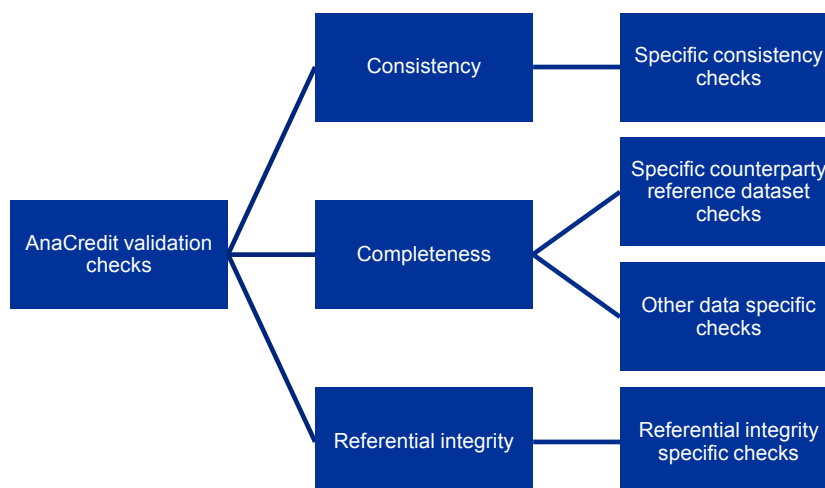 Consistency
Specific consistency
checks
Specific counterparty
reference dataset
checks
AnaCredit validation
checks
Completeness
Other data specific
checks
Referential integrity
Referential integrity
specific checks